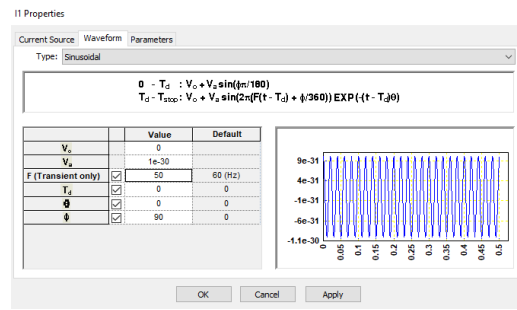 I1 Properties
Current Source Waveform Parameters
Type: Sinusoidal
0 - Td : Vo + Va sin(ϕπ/180)
Td - Tstop : Vo + Va sin(2π(F(t - Td) + ϕ/360)) EXP(-(t - Td)θ)
Value Default
Vo 0
Va 1e-30
F (Transient only) 50 60 (Hz)
Td 0 0
θ 0 0
ϕ 90 0
9e-31
4e-31
-1e-31
-6e-31
-1.1e-30
0 0.05 0.1 0.15 0.2 0.25 0.3 0.35 0.4 0.45 0.5
OK Cancel Apply